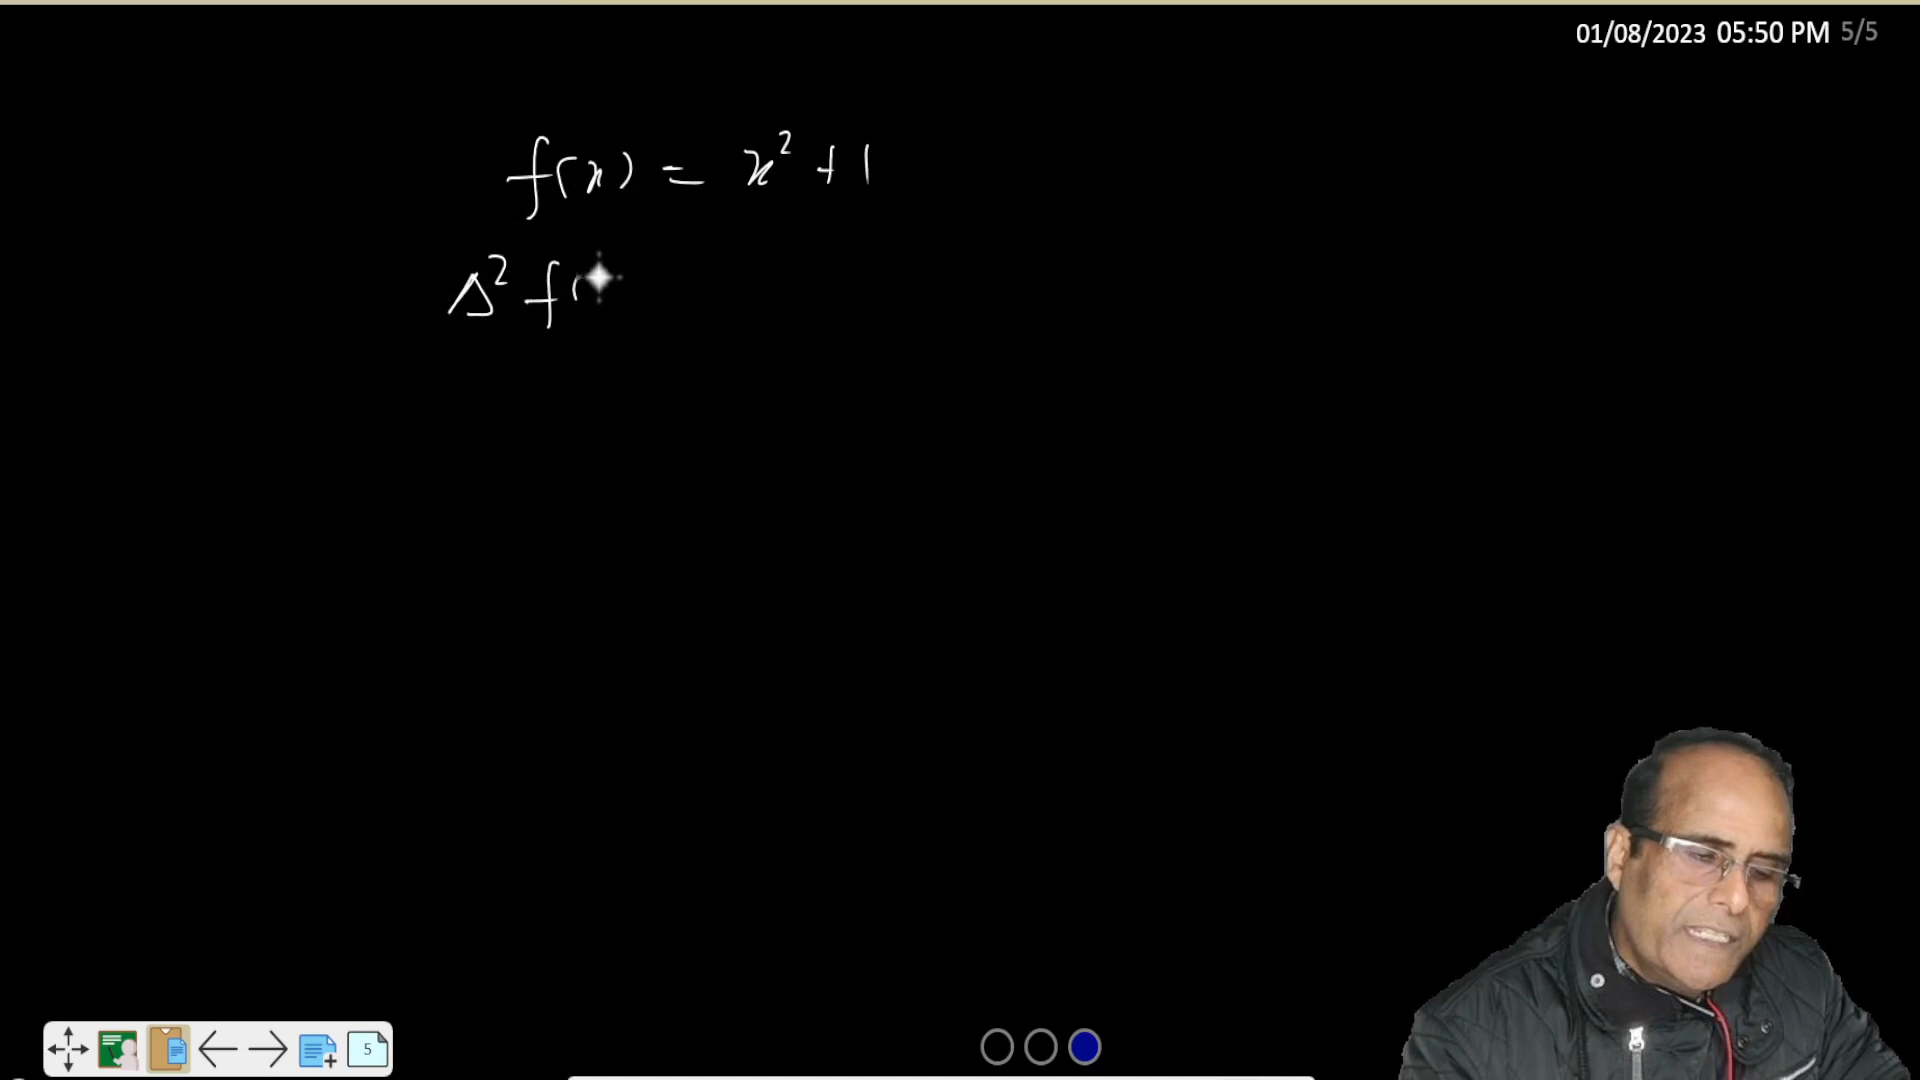 01/08/2023 05:50 PM 5/5
f(x) = x² + 1
Δ² f(
5